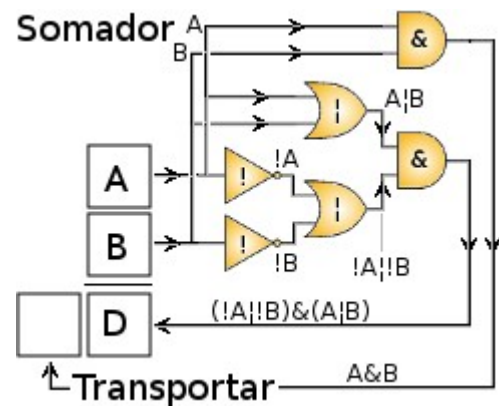 Somador A
B
&
¦
A¦B
&
!A
A
!
¦
B
!
!B
!A¦!B
D
(!A¦!B)&(A¦B)
A&B
Transportar